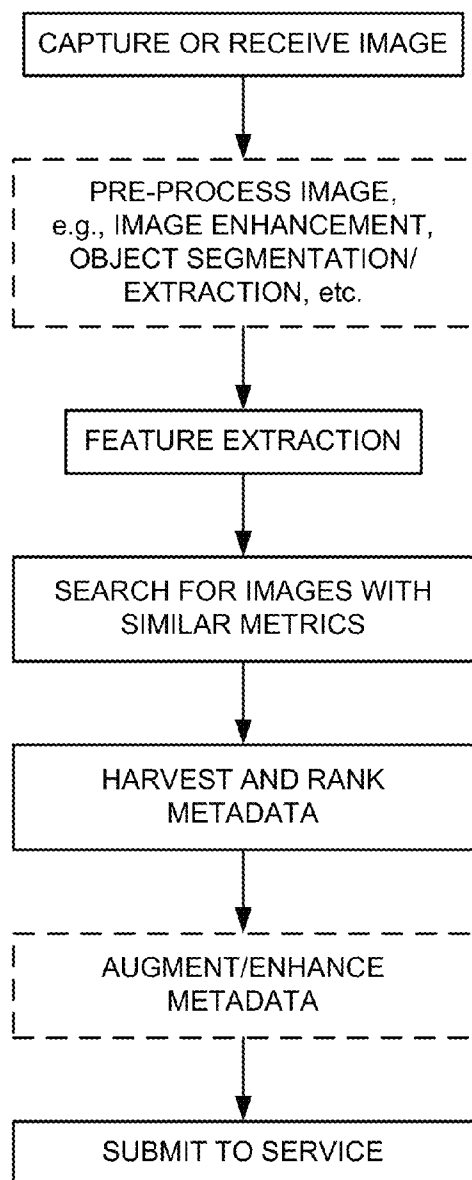 CAPTURE OR RECEIVE IMAGE
PRE-PROCESS IMAGE,
e.g., IMAGE ENHANCEMENT,
OBJECT SEGMENTATION/
EXTRACTION, etc.
FEATURE EXTRACTION
SEARCH FOR IMAGES WITH
SIMILAR METRICS
HARVEST AND RANK
METADATA
AUGMENT/ENHANCE
METADATA
SUBMIT TO SERVICE